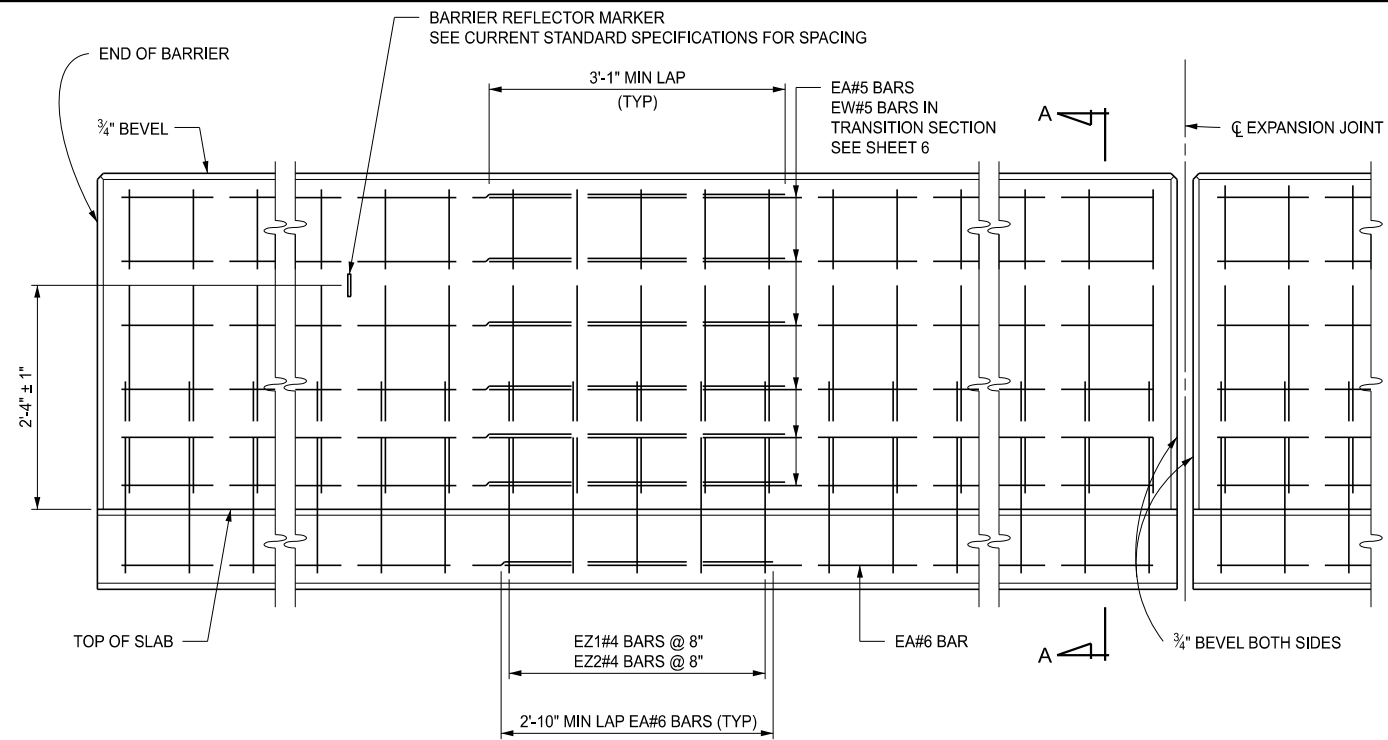 BARRIER REFLECTOR MARKER
SEE CURRENT STANDARD SPECIFICATIONS FOR SPACING
END OF BARRIER
3'-1" MIN LAP
(TYP)
EA#5 BARS
EW#5 BARS IN
TRANSITION SECTION
SEE SHEET 6
A
℄ EXPANSION JOINT
¾" BEVEL
2'-4" ± 1"
TOP OF SLAB
EZ1#4 BARS @ 8"
EZ2#4 BARS @ 8"
EA#6 BAR
A
¾" BEVEL BOTH SIDES
2'-10" MIN LAP EA#6 BARS (TYP)